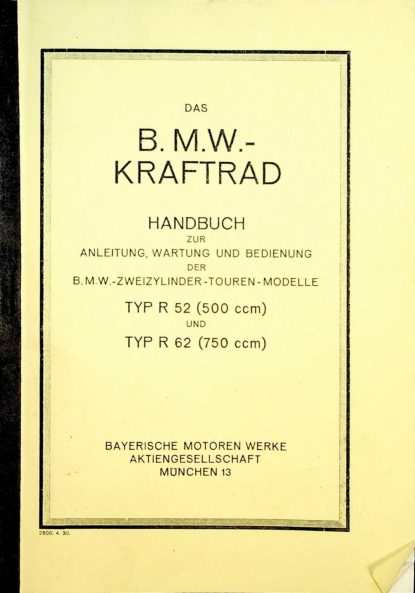 DAS
B. M.W.-
KRAFTRAD
HANDBUCH
ZUR
ANLEITUNG, WARTUNG UND BEDIENUNG
DER
B.M.W.-ZWEIZYLINDER-TOUREN-MODELLE
TYP R 52 (500 ccm)
UND
TYP R 62 (750 ccm)
BAYERISCHE MOTOREN WERKE
AKTIENGESELLSCHAFT
MÜNCHEN 13
2600. 4. 30.